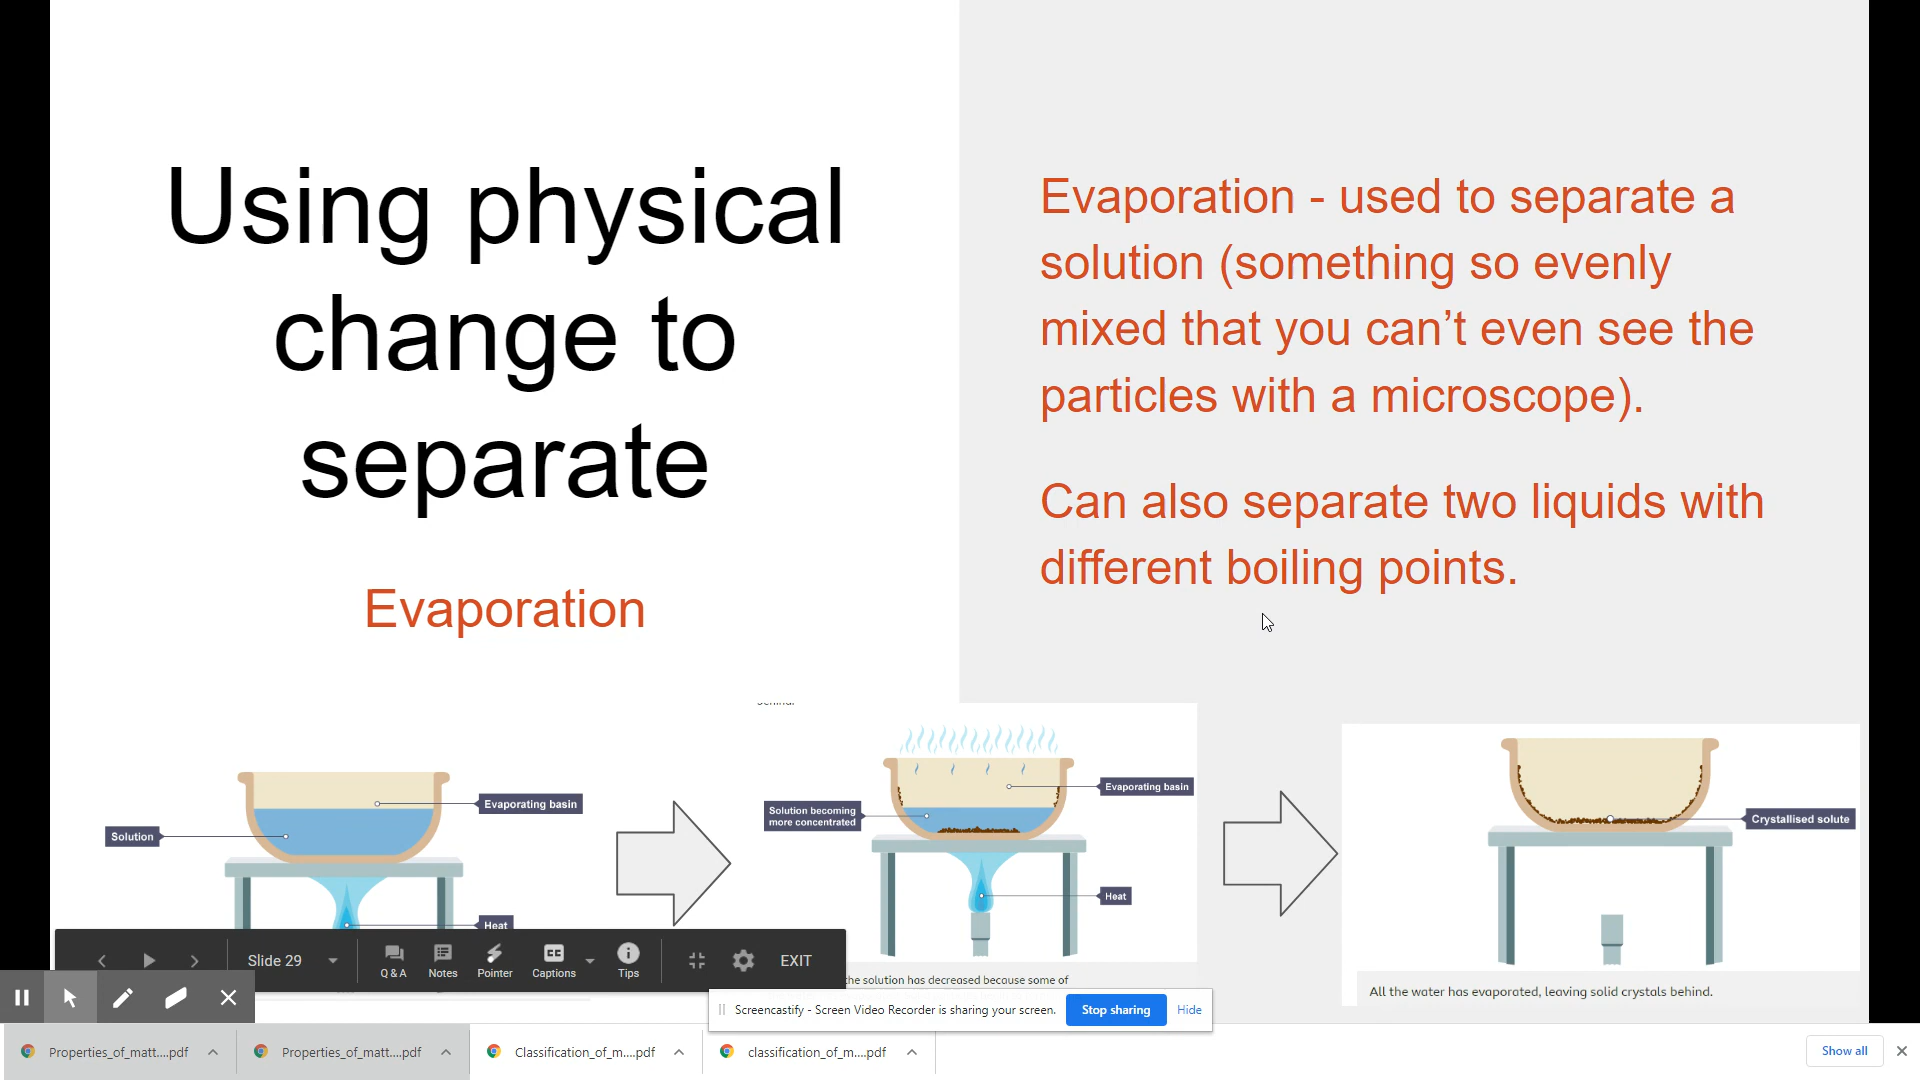 Using physical
change to
separate
Evaporation
Evaporation - used to separate a
solution (something so evenly
mixed that you can’t even see the
particles with a microscope).
Can also separate two liquids with
different boiling points.
Solution
Evaporating basin
Heat
Solution becoming
more concentrated
Evaporating basin
Heat
the solution has decreased because some of
Crystallised solute
All the water has evaporated, leaving solid crystals behind.
Slide 29
Q & A
Notes
Pointer
CC
Captions
Tips
EXIT
Screencastify - Screen Video Recorder is sharing your screen.
Stop sharing
Hide
Properties_of_matt....pdf
Properties_of_matt....pdf
Classification_of_m....pdf
classification_of_m....pdf
Show all